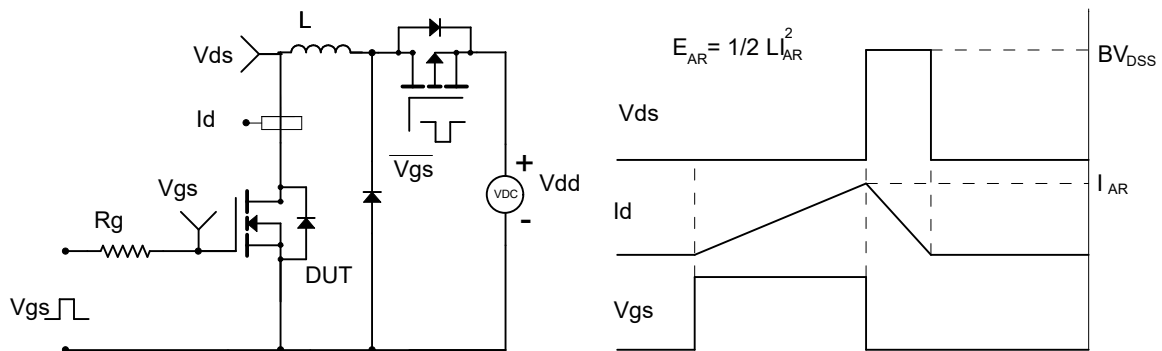 L
Vds
Id
Vgs
Rg
DUT
Vgs
Vgs
+
VDC
-
Vdd
E_AR = 1/2 LI_AR^2
BV_DSS
Vds
I_AR
Id
Vgs